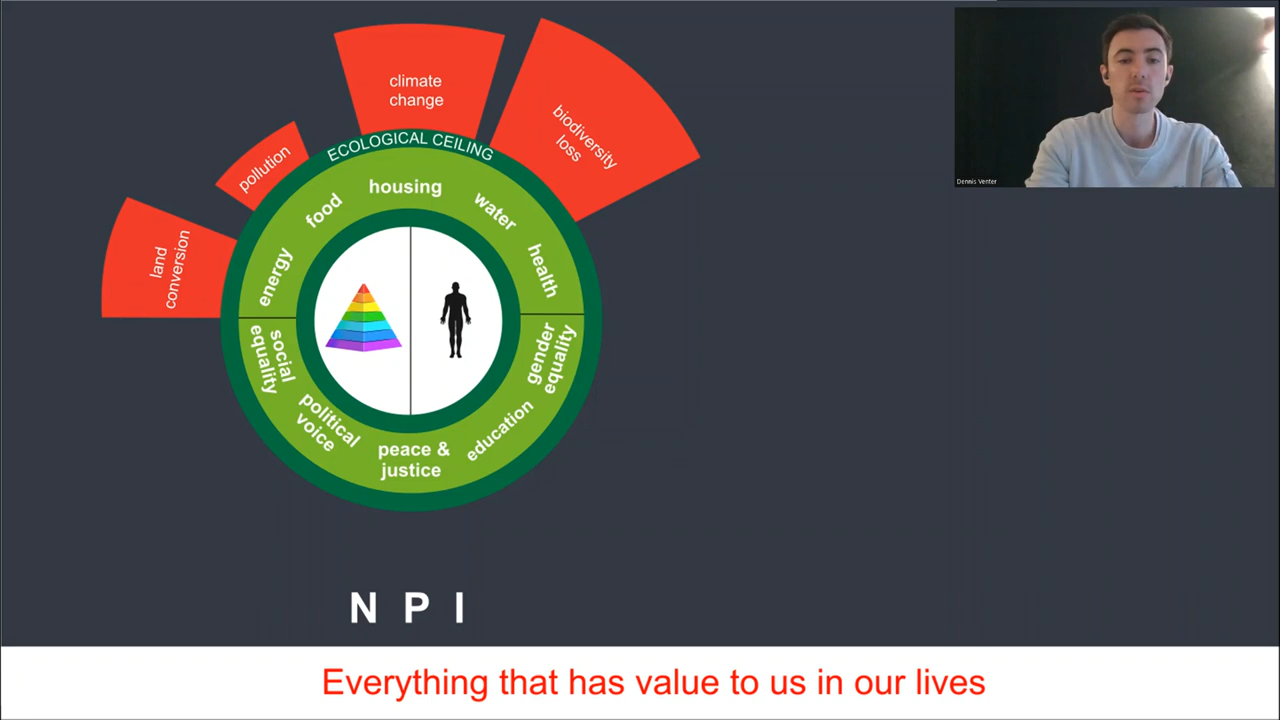 climate
change
biodiversity
loss
pollution
land
conversion
ECOLOGICAL CEILING
housing
food
water
energy
health
social
equality
gender
equality
political
voice
education
peace &
justice
N P I
Everything that has value to us in our lives
Dennis Venter